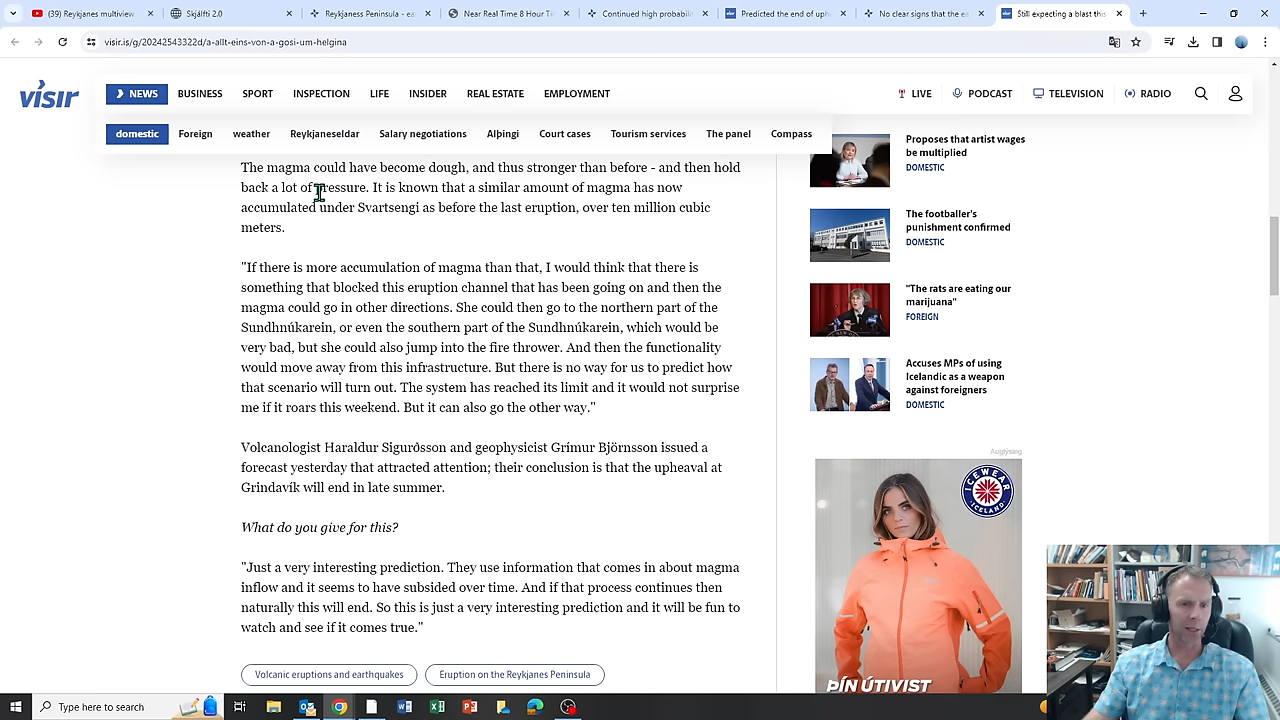 (39) Reykjanes multiview
Skjálfti 2.0
Reykjaness Peninsula - ea
Real Time 8 Hour Te
Continued high probabili
Predicted the end of uph
No clear signs that the ea
Still expecting a blast this
visir.is/g/20242543322d/a-allt-eins-von-a-gosi-um-helgina
vísir
NEWS
BUSINESS
SPORT
INSPECTION
LIFE
INSIDER
REAL ESTATE
EMPLOYMENT
LIVE
PODCAST
TELEVISION
RADIO
domestic
Foreign
weather
Reykjaneseldar
Salary negotiations
Alþingi
Court cases
Tourism services
The panel
Compass
The magma could have become dough, and thus stronger than before - and then hold
back a lot of pressure. It is known that a similar amount of magma has now
accumulated under Svartsengi as before the last eruption, over ten million cubic
meters.
"If there is more accumulation of magma than that, I would think that there is
something that blocked this eruption channel that has been going on and then the
magma could go in other directions. She could then go to the northern part of the
Sundhnúkarein, or even the southern part of the Sundhnúkarein, which would be
very bad, but she could also jump into the fire thrower. And then the functionality
would move away from this infrastructure. But there is no way for us to predict how
that scenario will turn out. The system has reached its limit and it would not surprise
me if it roars this weekend. But it can also go the other way."
Volcanologist Haraldur Sigurðsson and geophysicist Grímur Björnsson issued a
forecast yesterday that attracted attention; their conclusion is that the upheaval at
Grindavík will end in late summer.
What do you give for this?
"Just a very interesting prediction. They use information that comes in about magma
inflow and it seems to have subsided over time. And if that process continues then
naturally this will end. So this is just a very interesting prediction and it will be fun to
watch and see if it comes true."
Volcanic eruptions and earthquakes
Eruption on the Reykjanes Peninsula
Proposes that artist wages
be multiplied
DOMESTIC
The footballer's
punishment confirmed
DOMESTIC
"The rats are eating our
marijuana"
FOREIGN
Accuses MPs of using
Icelandic as a weapon
against foreigners
DOMESTIC
Auglýsing
ICEWEAR
ICELAND
ÞÍN ÚTIVIST
Type here to search